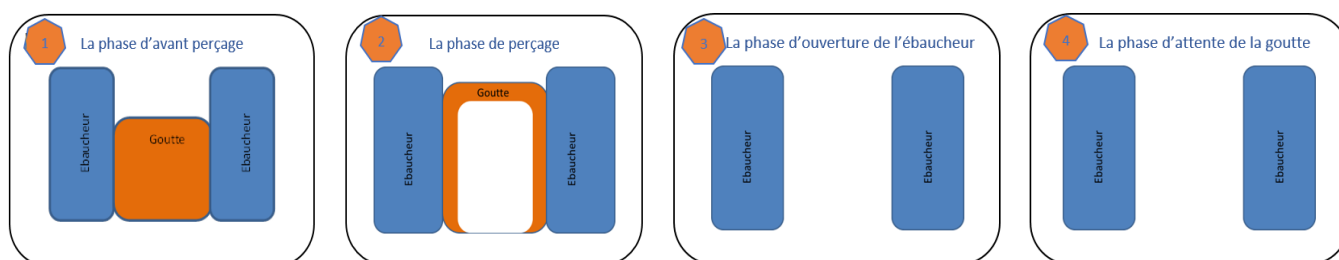 1
La phase d'avant perçage
Ebaucheur
Goutte
Ebaucheur
2
La phase de perçage
Ebaucheur
Goutte
Ebaucheur
3
La phase d'ouverture de l'ébaucheur
Ebaucheur
Ebaucheur
4
La phase d'attente de la goutte
Ebaucheur
Ebaucheur